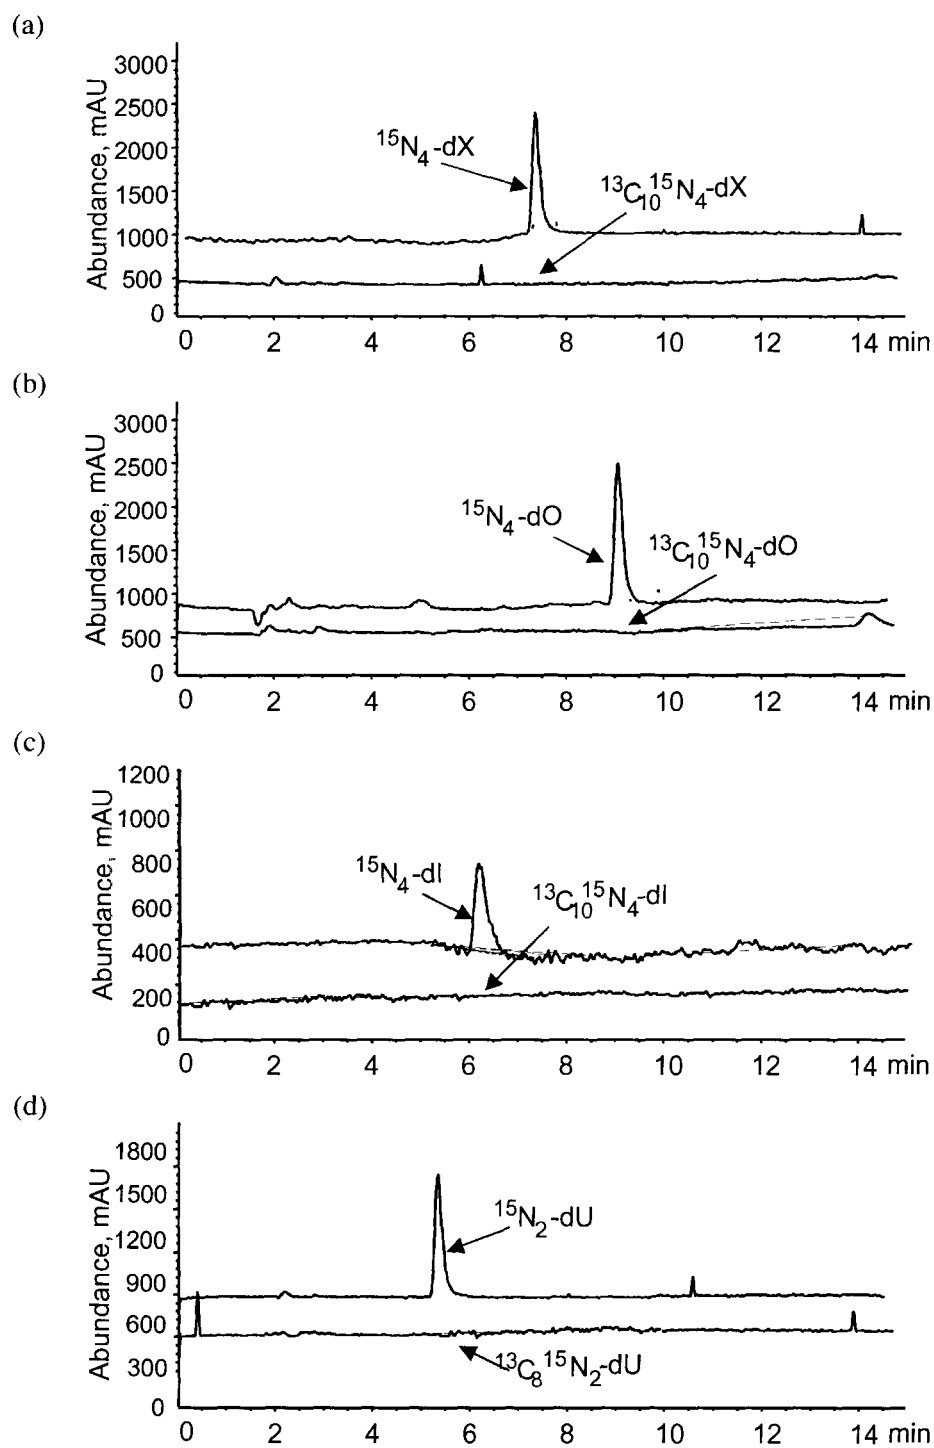 (a)
Abundance, mAU
3000
2500
2000
1500
1000
500
0
¹⁵N₄-dX
¹³C₁₀¹⁵N₄-dX
0 2 4 6 8 10 12 14 min
(b)
Abundance, mAU
3000
2500
2000
1500
1000
500
0
¹⁵N₄-dO
¹³C₁₀¹⁵N₄-dO
0 2 4 6 8 10 12 14 min
(c)
Abundance, mAU
1200
1000
800
600
400
200
0
¹⁵N₄-dI
¹³C₁₀¹⁵N₄-dI
0 2 4 6 8 10 12 14 min
(d)
Abundance, mAU
1800
1500
1200
900
600
300
0
¹⁵N₂-dU
¹³C₈¹⁵N₂-dU
0 2 4 6 8 10 12 14 min